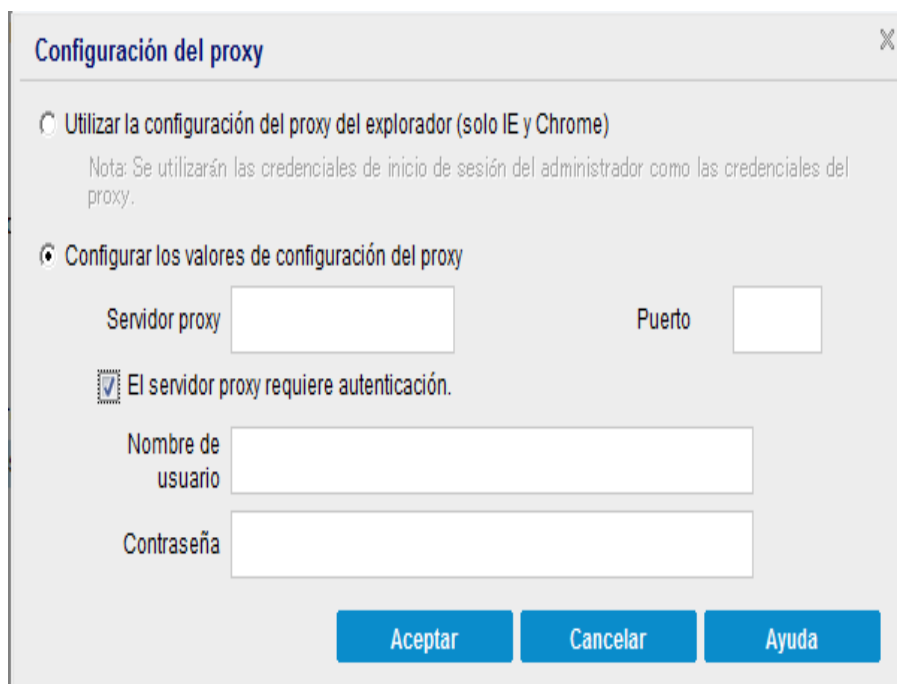 Configuración del proxy
Utilizar la configuración del proxy del explorador (solo IE y Chrome)
Nota: Se utilizarán las credenciales de inicio de sesión del administrador como las credenciales del
proxy.
Configurar los valores de configuración del proxy
Servidor proxy Puerto
El servidor proxy requiere autenticación.
Nombre de
usuario
Contraseña
Aceptar Cancelar Ayuda